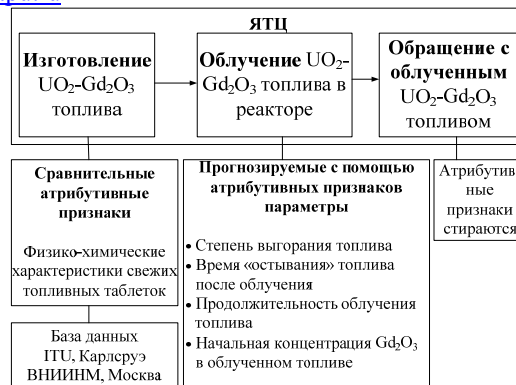 ЯТЦ
Изготовление
UO₂-Gd₂O₃
топлива
Облучение UO₂-
Gd₂O₃ топлива в
реакторе
Обращение с
облученным
UO₂-Gd₂O₃
топливом
Сравнительные
атрибутивные
признаки
Физико-химические
характеристики свежих
топливных таблеток
База данных
ITU, Карлсруэ
ВНИИНМ, Москва
Прогнозируемые с помощью
атрибутивных признаков
параметры
• Степень выгорания топлива
• Время «остывания» топлива
после облучения
• Продолжительность облучения
топлива
• Начальная концентрация Gd₂O₃
в облученном топливе
Атрибутив
ные
признаки
стираются